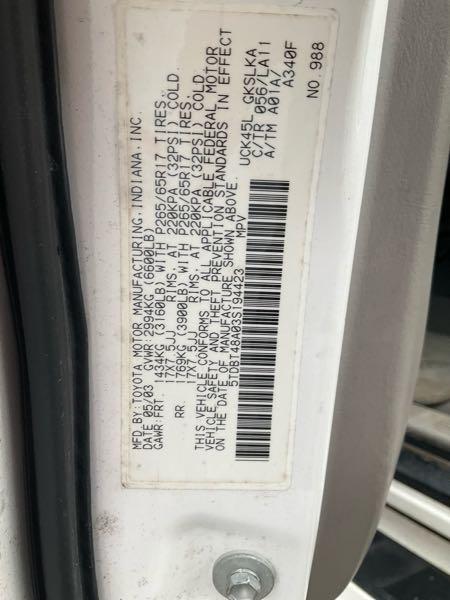 MFD.BY:TOYOTA MOTOR MANUFACTURING,INDIANA,INC.
DATE 05/03 GVWR:2994KG(6600LB)
GAWR:FRT. 1434KG(3160LB)WITH P265/65R17 TIRES,
17X7.5JJ RIMS, AT 220KPA(32PSI)COLD.
RR. 1769KG(3900LB)WITH P265/65R17 TIRES,
17X7.5JJ RIMS, AT 220KPA(32PSI)COLD.
THIS VEHICLE CONFORMS TO ALL APPLICABLE FEDERAL MOTOR
VEHICLE SAFETY AND THEFT PREVENTION STANDARDS IN EFFECT
ON THE DATE OF MANUFACTURE SHOWN ABOVE.
5TDBT48A03S194423 MPV
UCK45L GKSLKA
C/TR 056/LA11
A/TM A01A/
A340F
NO.988